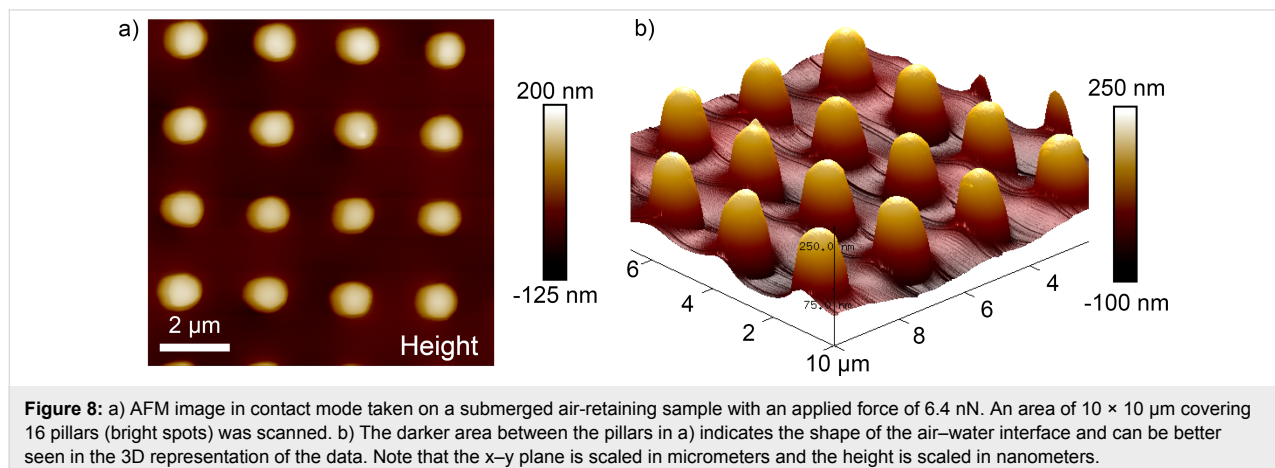 a)
200 nm
-125 nm
2 µm
Height
b)
250 nm
-100 nm
250.0 nm
75.0 nm
6
4
2
10 µm
8
6
4
Figure 8: a) AFM image in contact mode taken on a submerged air-retaining sample with an applied force of 6.4 nN. An area of 10 × 10 µm covering
16 pillars (bright spots) was scanned. b) The darker area between the pillars in a) indicates the shape of the air–water interface and can be better
seen in the 3D representation of the data. Note that the x–y plane is scaled in micrometers and the height is scaled in nanometers.